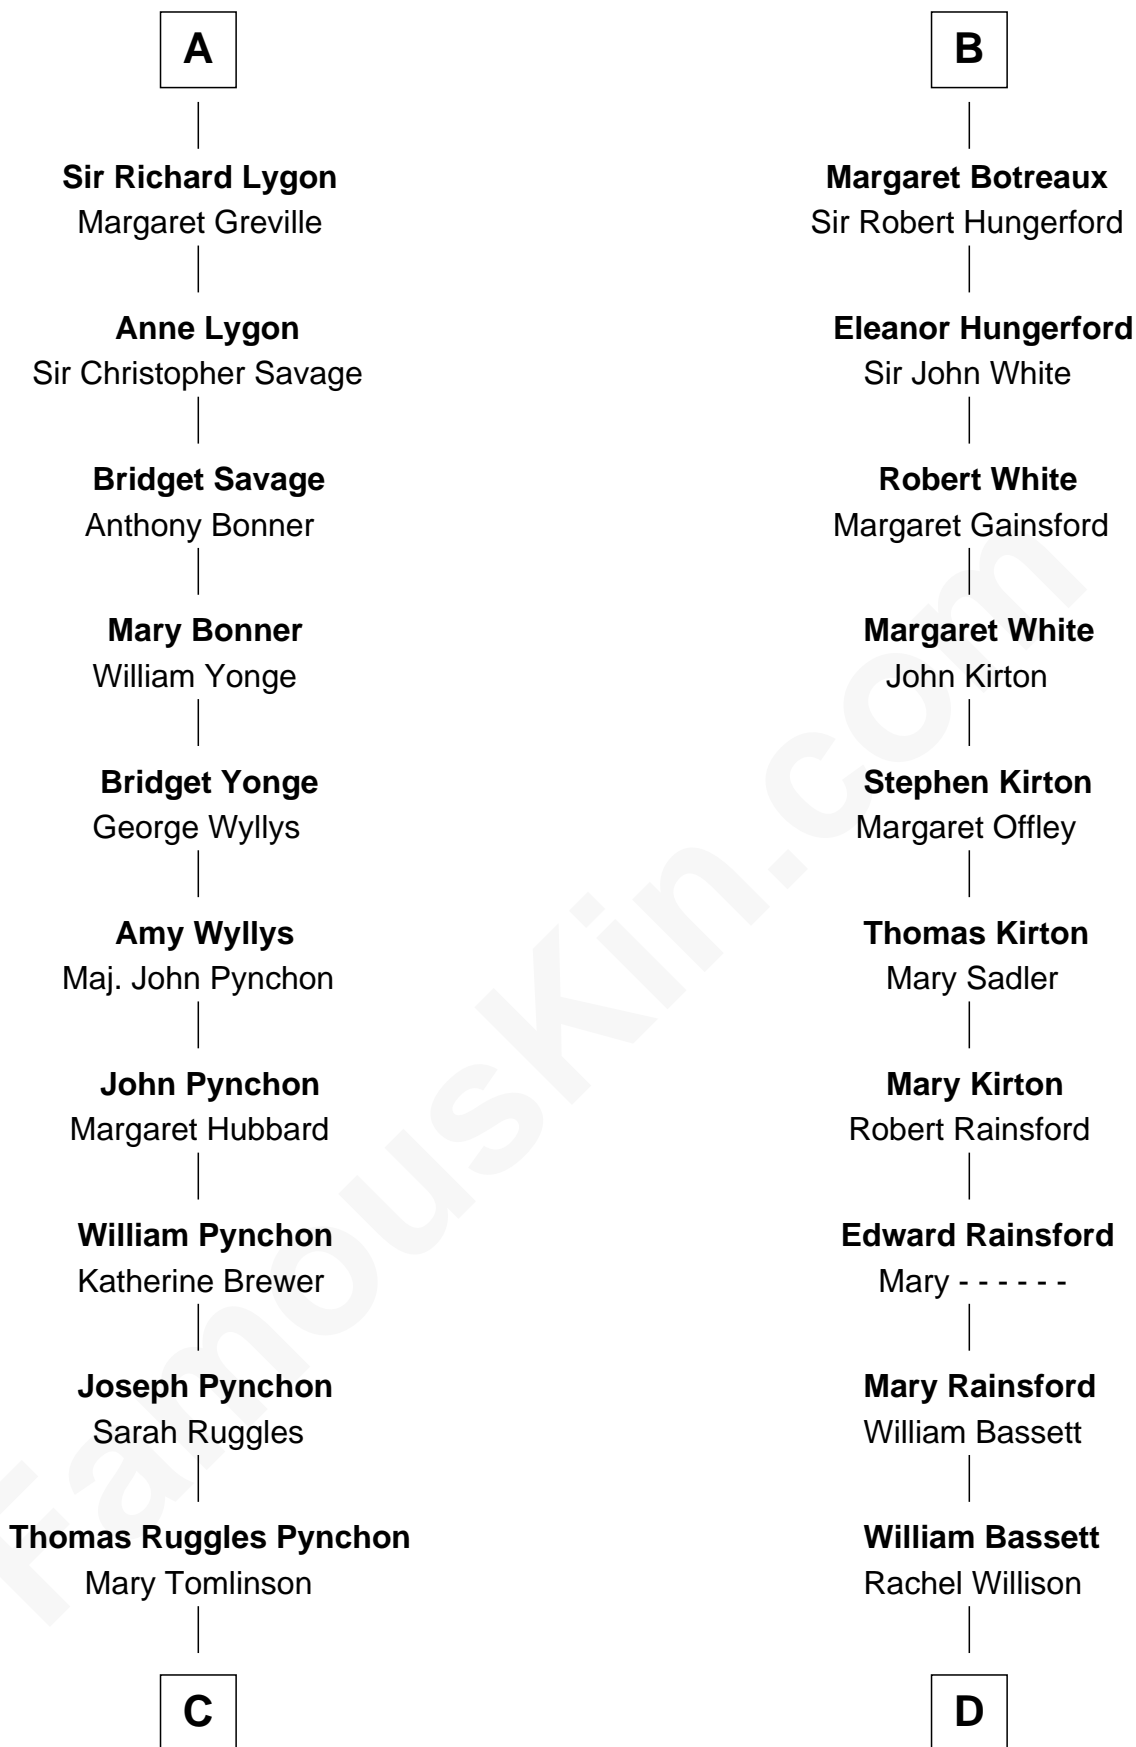 A
Sir Richard Lygon
Margaret Greville
Anne Lygon
Sir Christopher Savage
Bridget Savage
Anthony Bonner
Mary Bonner
William Yonge
Bridget Yonge
George Wyllys
Amy Wyllys
Maj. John Pynchon
John Pynchon
Margaret Hubbard
William Pynchon
Katherine Brewer
Joseph Pynchon
Sarah Ruggles
Thomas Ruggles Pynchon
Mary Tomlinson
C
B
Margaret Botreaux
Sir Robert Hungerford
Eleanor Hungerford
Sir John White
Robert White
Margaret Gainsford
Margaret White
John Kirton
Stephen Kirton
Margaret Offley
Thomas Kirton
Mary Sadler
Mary Kirton
Robert Rainsford
Edward Rainsford
Mary - - - - - -
Mary Rainsford
William Bassett
William Bassett
Rachel Willison
D
FamousKin.com